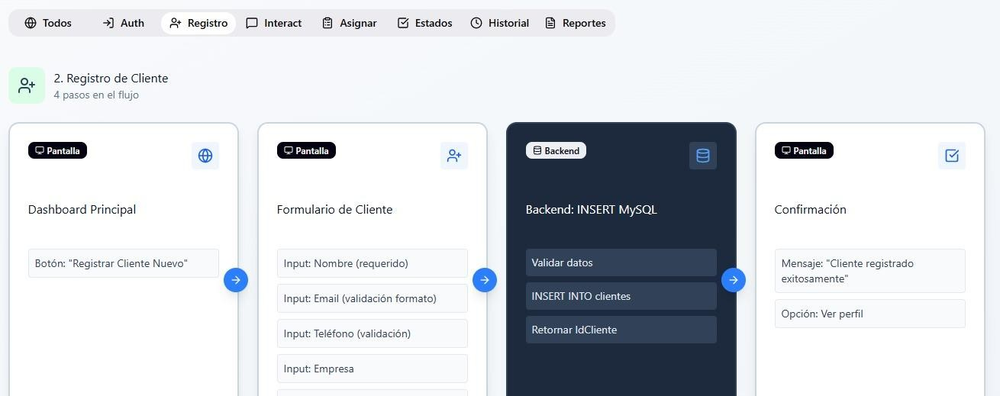 Todos
Auth
Registro
Interact
Asignar
Estados
Historial
Reportes
2. Registro de Cliente
4 pasos en el flujo
Pantalla
Dashboard Principal
Botón: "Registrar Cliente Nuevo"
Pantalla
Formulario de Cliente
Input: Nombre (requerido)
Input: Email (validación formato)
Input: Teléfono (validación)
Input: Empresa
Backend
Backend: INSERT MySQL
Validar datos
INSERT INTO clientes
Retornar IdCliente
Pantalla
Confirmación
Mensaje: "Cliente registrado
exitosamente"
Opción: Ver perfil